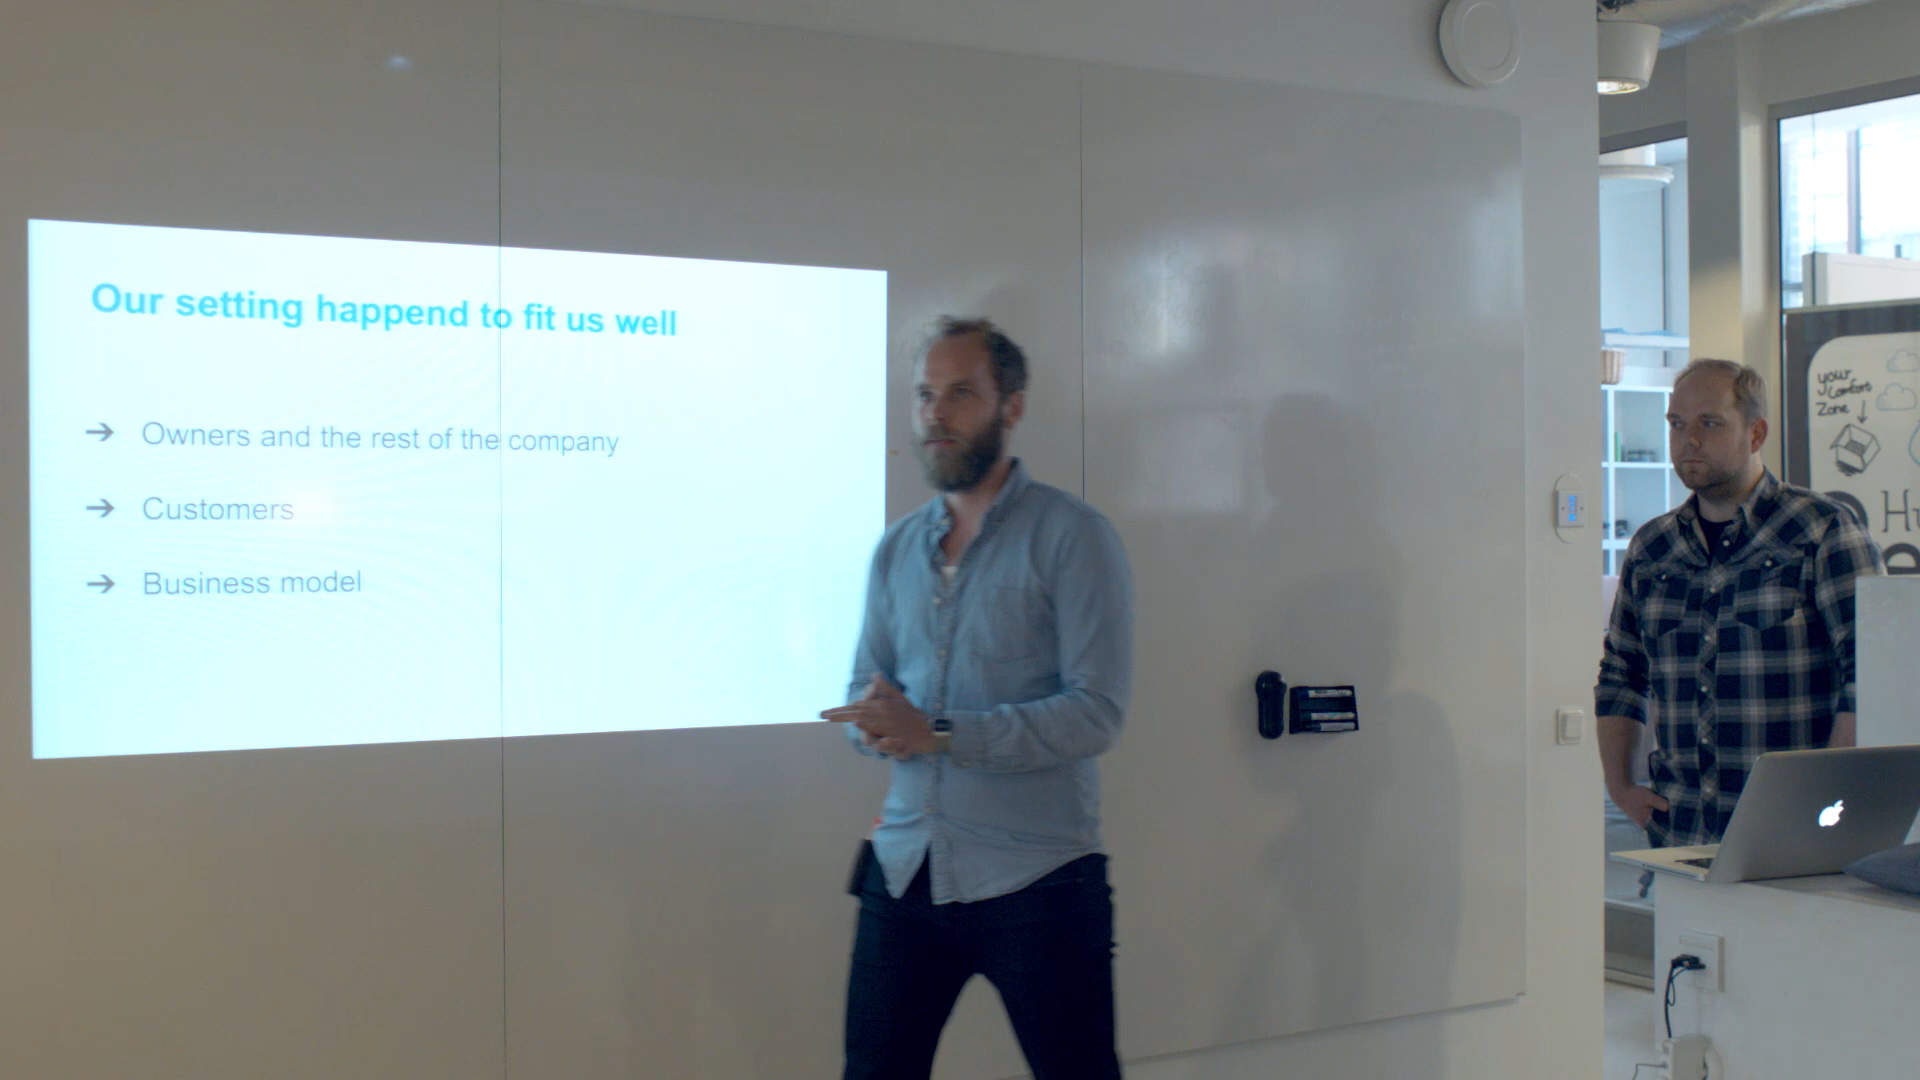 Our setting happend to fit us well
→ Owners and the rest of the company
→ Customers
→ Business model
your
Comfort
Zone